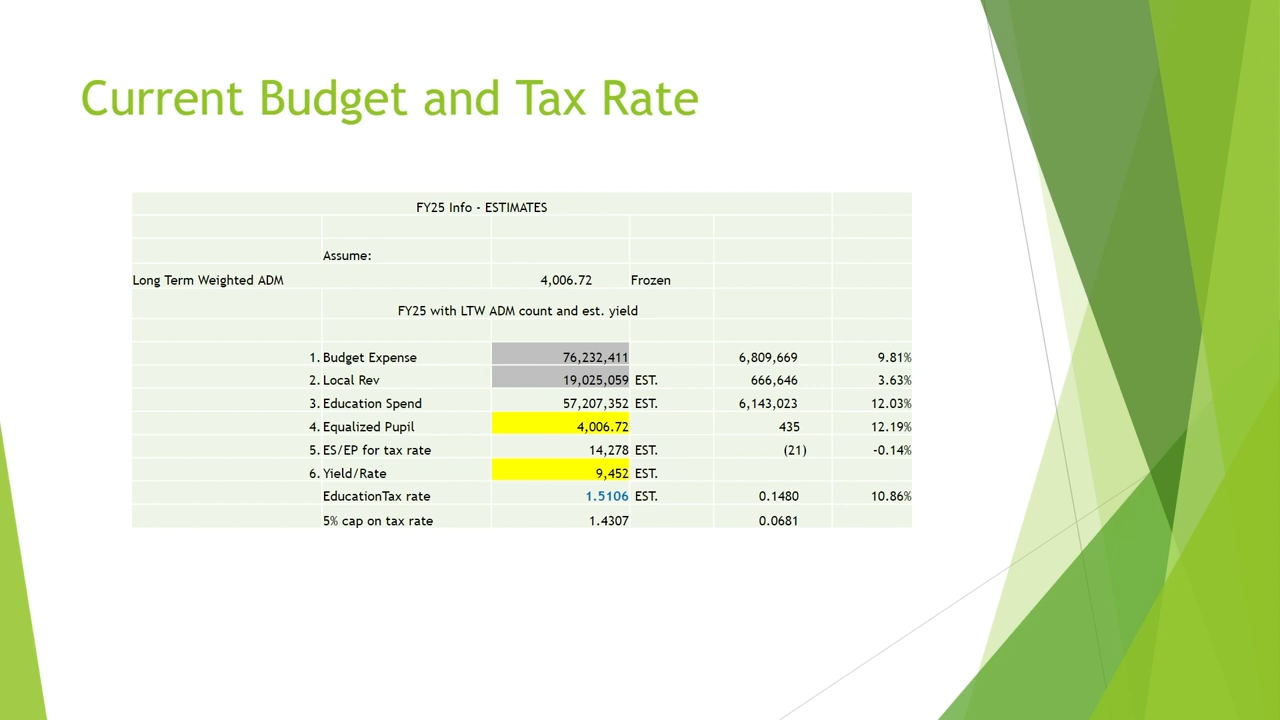 Current Budget and Tax Rate
FY25 Info - ESTIMATES
Assume:
Long Term Weighted ADM 4,006.72 Frozen
FY25 with LTW ADM count and est. yield
1. Budget Expense 76,232,411 6,809,669 9.81%
2. Local Rev 19,025,059 EST. 666,646 3.63%
3. Education Spend 57,207,352 EST. 6,143,023 12.03%
4. Equalized Pupil 4,006.72 435 12.19%
5. ES/EP for tax rate 14,278 EST. (21) -0.14%
6. Yield/Rate 9,452 EST.
EducationTax rate 1.5106 EST. 0.1480 10.86%
5% cap on tax rate 1.4307 0.0681